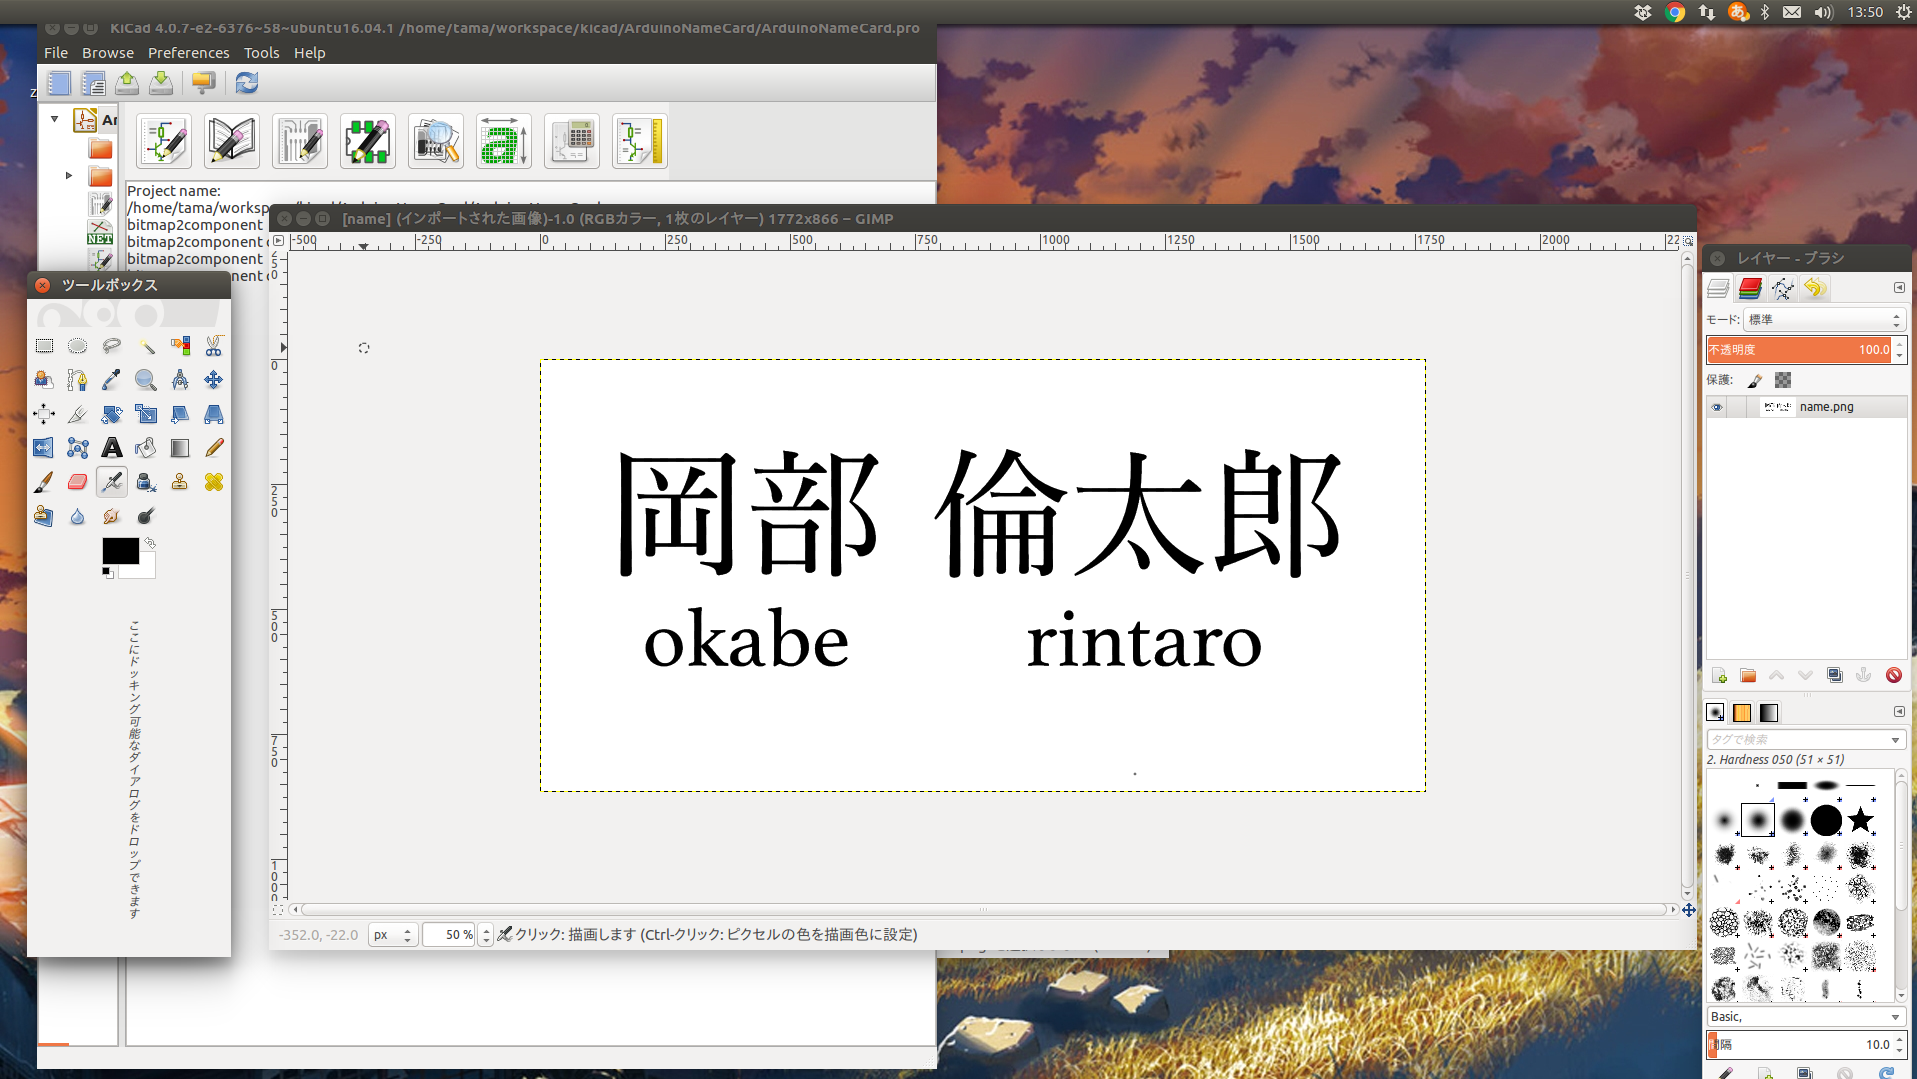 13:50
KiCad 4.0.7-e2-6376~58~ubuntu16.04.1 /home/tama/workspace/kicad/ArduinoNameCard/ArduinoNameCard.pro
File Browse Preferences Tools Help
z
Ar
NET
Project name:
/home/tama/worksp
bitmap2component
bitmap2component c
bitmap2component
[name] (インポートされた画像)-1.0 (RGBカラー, 1枚のレイヤー) 1772x866 – GIMP
-500 -250 0 250 500 750 1000 1250 1500 1750 2000
0
250
500
750
1000
岡部 倫太郎
okabe rintaro
-352.0, -22.0 px 50 % クリック: 描画します (Ctrl-クリック: ピクセルの色を描画色に設定)
ツールボックス
ここにドッキング可能なダイアログをドロップできます
レイヤー - ブラシ
モード: 標準
不透明度 100.0
保護:
name.png
タグで検索
2. Hardness 050 (51 × 51)
Basic,
間隔 10.0